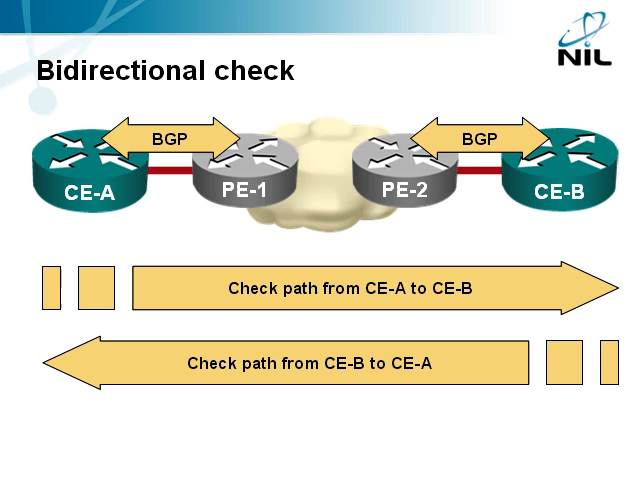 NIL
Bidirectional check
BGP
BGP
CE-A
PE-1
PE-2
CE-B
Check path from CE-A to CE-B
Check path from CE-B to CE-A